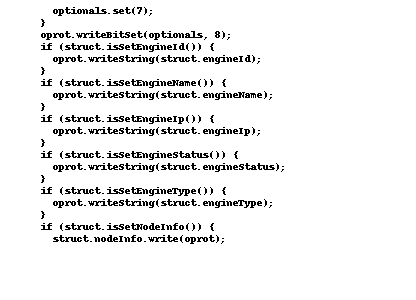 optionals.set(7);
}
oprot.writeBitSet(optionals, 8);
if (struct.isSetEngineId()) {
oprot.writeString(struct.engineId);
}
if (struct.isSetEngineName()) {
oprot.writeString(struct.engineName);
}
if (struct.isSetEngineIp()) {
oprot.writeString(struct.engineIp);
}
if (struct.isSetEngineStatus()) {
oprot.writeString(struct.engineStatus);
}
if (struct.isSetEngineType()) {
oprot.writeString(struct.engineType);
}
if (struct.isSetNodeInfo()) {
struct.nodeInfo.write(oprot);